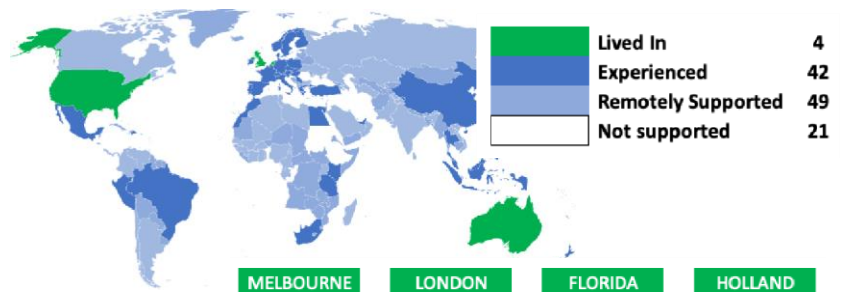 Lived In 4
Experienced 42
Remotely Supported 49
Not supported 21
MELBOURNE LONDON FLORIDA HOLLAND